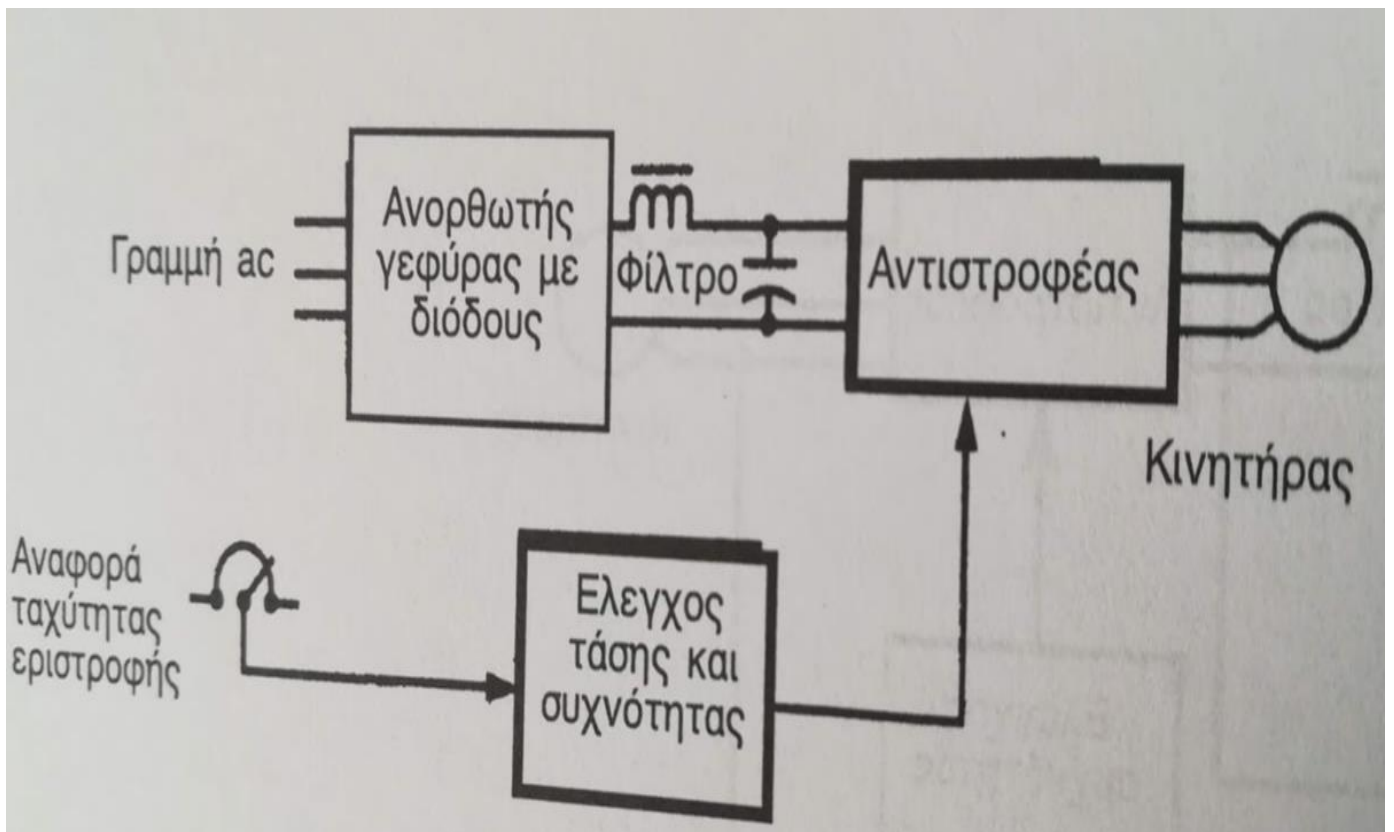 Ανορθωτής
γεφύρας με
διόδους
Γραμμή ac
Φίλτρο
Αντιστροφέας
Κινητήρας
Αναφορά
ταχύτητας
εριστροφής
Ελεγχος
τάσης και
συχνότητας